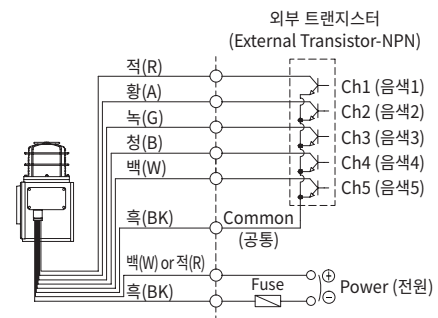 외부 트랜지스터
(External Transistor-NPN)
적(R)
황(A)
녹(G)
청(B)
백(W)
Ch1 (음색1)
Ch2 (음색2)
Ch3 (음색3)
Ch4 (음색4)
Ch5 (음색5)
흑(BK)
Common
(공통)
백(W) or 적(R)
흑(BK)
Fuse
Power (전원)